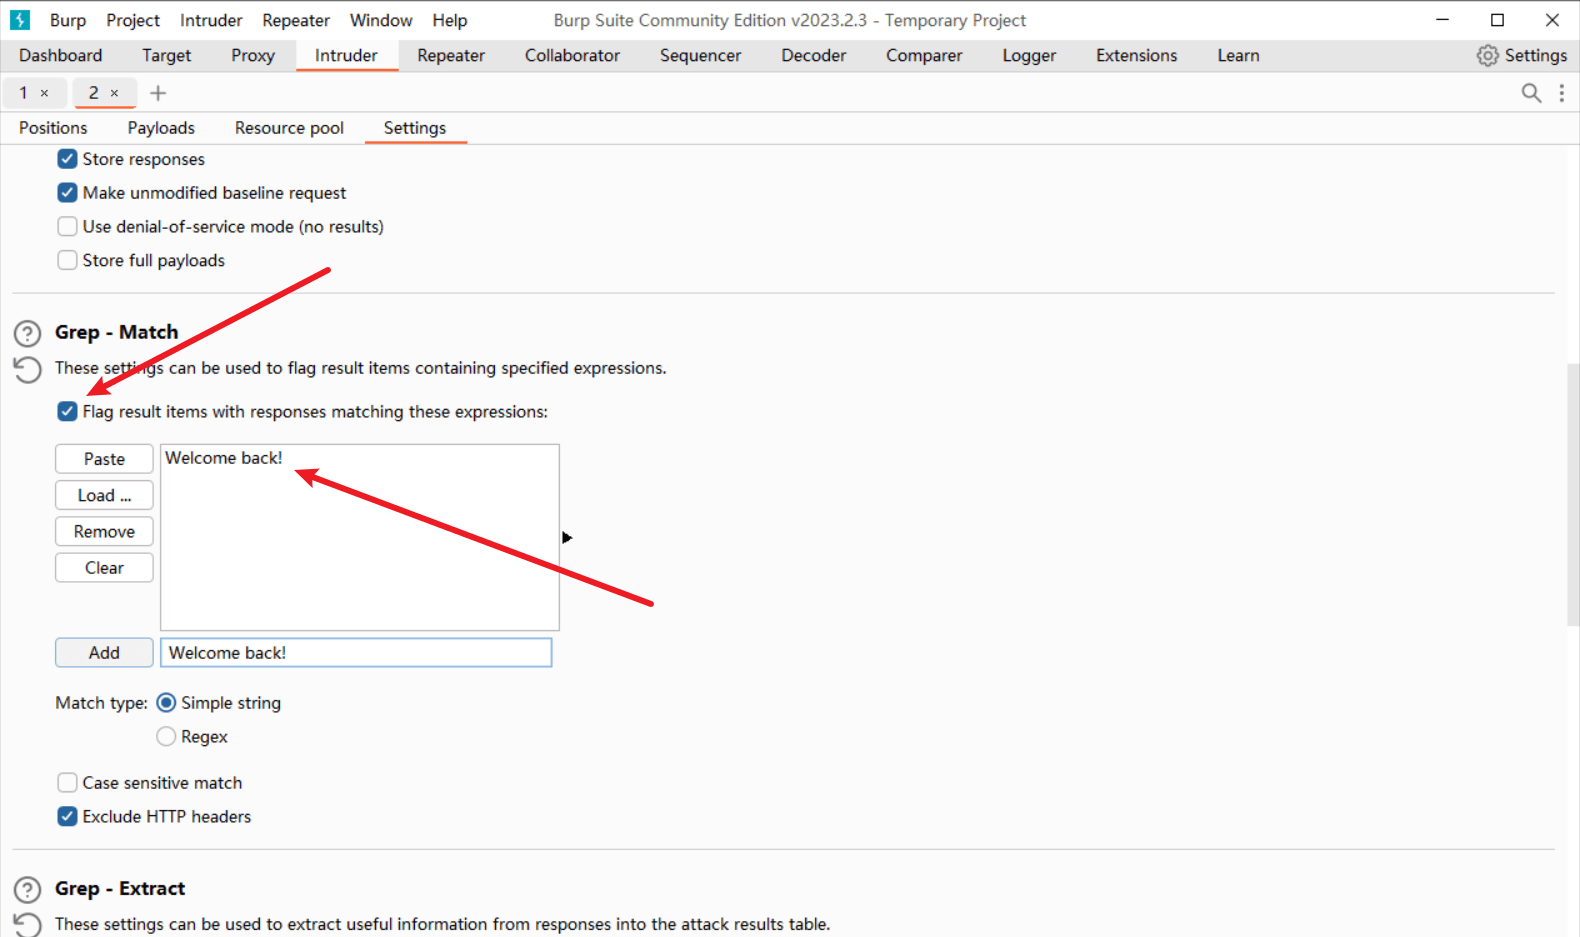 Burp Project Intruder Repeater Window Help Burp Suite Community Edition v2023.2.3 - Temporary Project
Dashboard Target Proxy Intruder Repeater Collaborator Sequencer Decoder Comparer Logger Extensions Learn Settings
1 × 2 × +
Positions Payloads Resource pool Settings
Store responses
Make unmodified baseline request
Use denial-of-service mode (no results)
Store full payloads
? Grep - Match
These settings can be used to flag result items containing specified expressions.
Flag result items with responses matching these expressions:
Paste Welcome back!
Load ...
Remove
Clear
Add Welcome back!
Match type: Simple string
Regex
Case sensitive match
Exclude HTTP headers
? Grep - Extract
These settings can be used to extract useful information from responses into the attack results table.